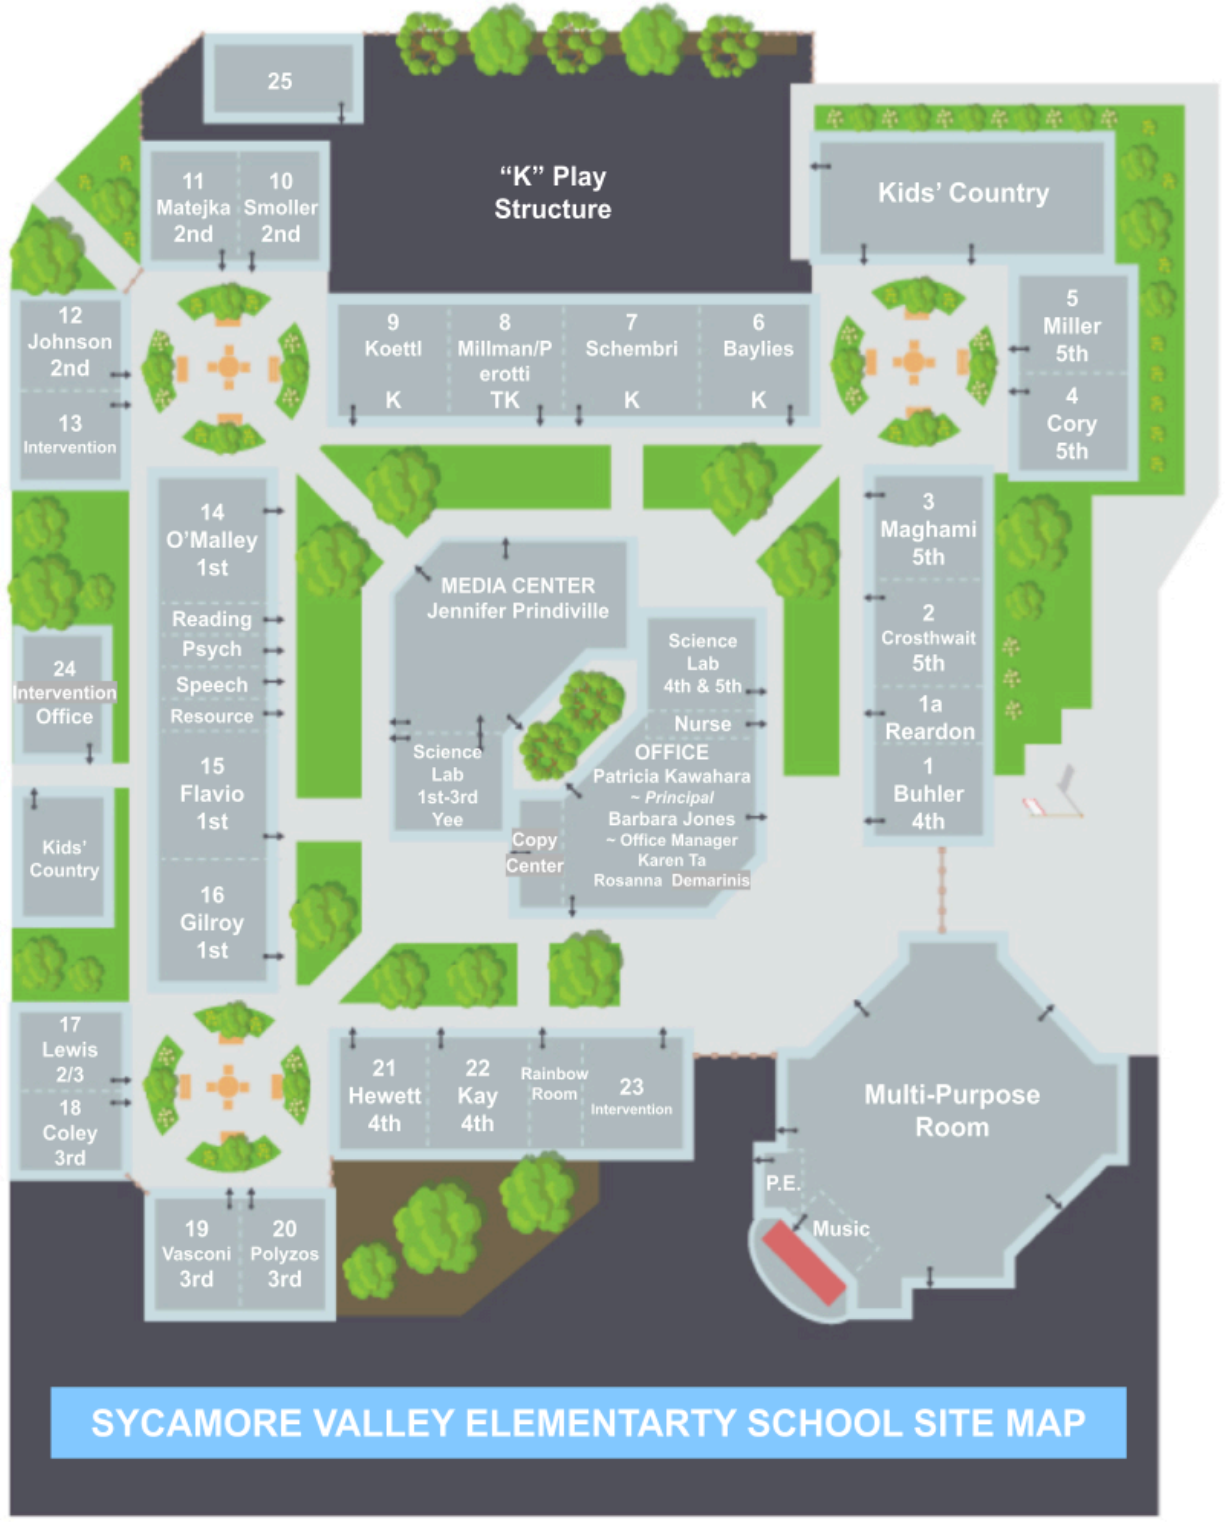 25
"K" Play
Structure
11
Matejka
2nd
10
Smoller
2nd
Kids' Country
12
Johnson
2nd
13
Intervention
9
Koettl
K
8
Millman/P
erotti
TK
7
Schembri
K
6
Baylies
K
5
Miller
5th
4
Cory
5th
14
O'Malley
1st
Reading
Psych
Speech
Resource
15
Flavio
1st
16
Gilroy
1st
24
Intervention
Office
Kids'
Country
MEDIA CENTER
Jennifer Prindiville
Science
Lab
1st-3rd
Yee
Science
Lab
4th & 5th
Nurse
OFFICE
Patricia Kawahara
~ Principal
Barbara Jones
~ Office Manager
Karen Ta
Rosanna Demarinis
Copy
Center
3
Maghami
5th
2
Crosthwait
5th
1a
Reardon
1
Buhler
4th
17
Lewis
2/3
18
Coley
3rd
19
Vasconi
3rd
20
Polyzos
3rd
21
Hewett
4th
22
Kay
4th
Rainbow
Room
23
Intervention
Multi-Purpose
Room
P.E.
Music
SYCAMORE VALLEY ELEMENTARTY SCHOOL SITE MAP